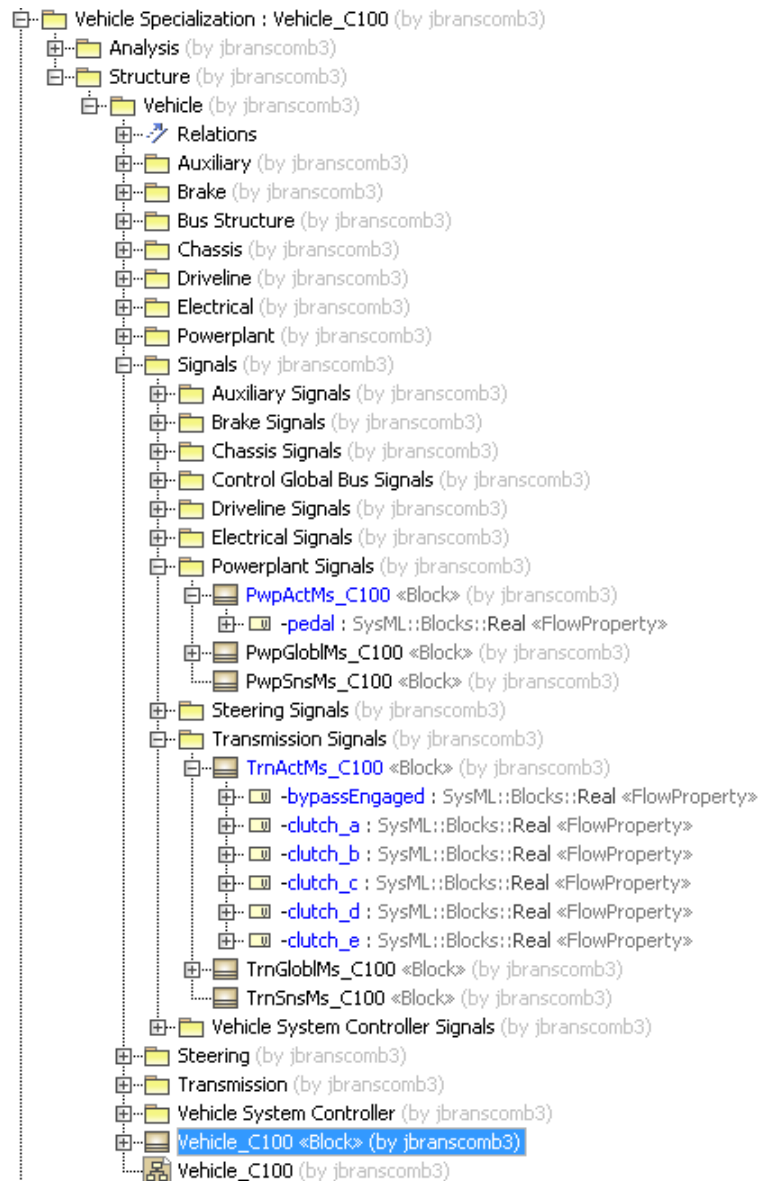 Vehicle Specialization : Vehicle_C100 (by jbranscomb3)
Analysis (by jbranscomb3)
Structure (by jbranscomb3)
Vehicle (by jbranscomb3)
Relations
Auxiliary (by jbranscomb3)
Brake (by jbranscomb3)
Bus Structure (by jbranscomb3)
Chassis (by jbranscomb3)
Driveline (by jbranscomb3)
Electrical (by jbranscomb3)
Powerplant (by jbranscomb3)
Signals (by jbranscomb3)
Auxiliary Signals (by jbranscomb3)
Brake Signals (by jbranscomb3)
Chassis Signals (by jbranscomb3)
Control Global Bus Signals (by jbranscomb3)
Driveline Signals (by jbranscomb3)
Electrical Signals (by jbranscomb3)
Powerplant Signals (by jbranscomb3)
PwpActMs_C100 «Block» (by jbranscomb3)
-pedal : SysML::Blocks::Real «FlowProperty»
PwpGloblMs_C100 «Block» (by jbranscomb3)
PwpSnsMs_C100 «Block» (by jbranscomb3)
Steering Signals (by jbranscomb3)
Transmission Signals (by jbranscomb3)
TrnActMs_C100 «Block» (by jbranscomb3)
-bypassEngaged : SysML::Blocks::Real «FlowProperty»
-clutch_a : SysML::Blocks::Real «FlowProperty»
-clutch_b : SysML::Blocks::Real «FlowProperty»
-clutch_c : SysML::Blocks::Real «FlowProperty»
-clutch_d : SysML::Blocks::Real «FlowProperty»
-clutch_e : SysML::Blocks::Real «FlowProperty»
TrnGloblMs_C100 «Block» (by jbranscomb3)
TrnSnsMs_C100 «Block» (by jbranscomb3)
Vehicle System Controller Signals (by jbranscomb3)
Steering (by jbranscomb3)
Transmission (by jbranscomb3)
Vehicle System Controller (by jbranscomb3)
Vehicle_C100 «Block» (by jbranscomb3)
Vehicle_C100 (by jbranscomb3)